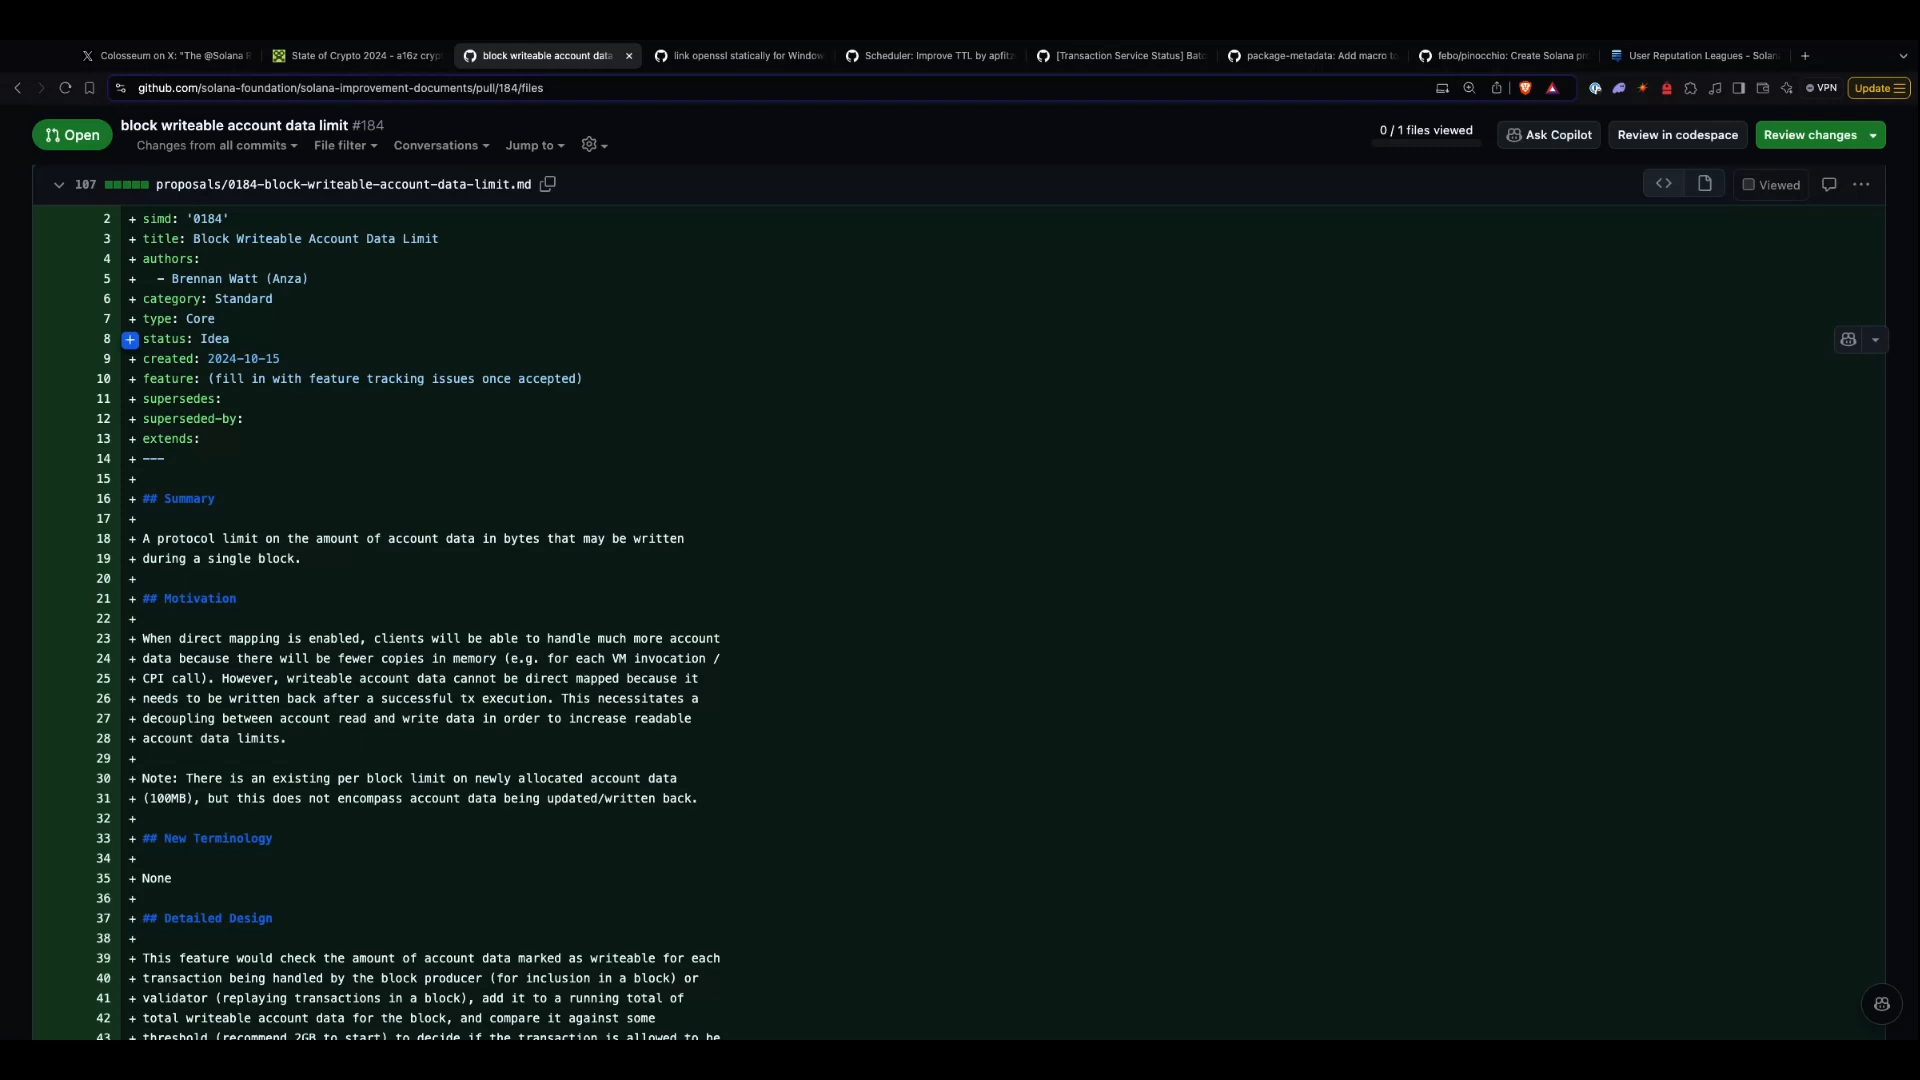 Colosseum on X: "The @Solana
State of Crypto 2024 - a16z cryp
block writeable account data
link openssl statically for Window
Scheduler: Improve TTL by apfitz
[Transaction Service Status] Batc
package-metadata: Add macro to
febo/pinocchio: Create Solana pr
User Reputation Leagues - Solan
github.com/solana-foundation/solana-improvement-documents/pull/184/files
VPN
Update
Open
block writeable account data limit #184
Changes from all commits
File filter
Conversations
Jump to
0 / 1 files viewed
Ask Copilot
Review in codespace
Review changes
107 proposals/0184-block-writeable-account-data-limit.md
Viewed
2 + simd: '0184'
3 + title: Block Writeable Account Data Limit
4 + authors:
5 + - Brennan Watt (Anza)
6 + category: Standard
7 + type: Core
8 + status: Idea
9 + created: 2024-10-15
10 + feature: (fill in with feature tracking issues once accepted)
11 + supersedes:
12 + superseded-by:
13 + extends:
14 + ---
15 +
16 + ## Summary
17 +
18 + A protocol limit on the amount of account data in bytes that may be written
19 + during a single block.
20 +
21 + ## Motivation
22 +
23 + When direct mapping is enabled, clients will be able to handle much more account
24 + data because there will be fewer copies in memory (e.g. for each VM invocation /
25 + CPI call). However, writeable account data cannot be direct mapped because it
26 + needs to be written back after a successful tx execution. This necessitates a
27 + decoupling between account read and write data in order to increase readable
28 + account data limits.
29 +
30 + Note: There is an existing per block limit on newly allocated account data
31 + (100MB), but this does not encompass account data being updated/written back.
32 +
33 + ## New Terminology
34 +
35 + None
36 +
37 + ## Detailed Design
38 +
39 + This feature would check the amount of account data marked as writeable for each
40 + transaction being handled by the block producer (for inclusion in a block) or
41 + validator (replaying transactions in a block), add it to a running total of
42 + total writeable account data for the block, and compare it against some
43 + threshold (recommend 2GB to start) to decide if the transaction is allowed to be